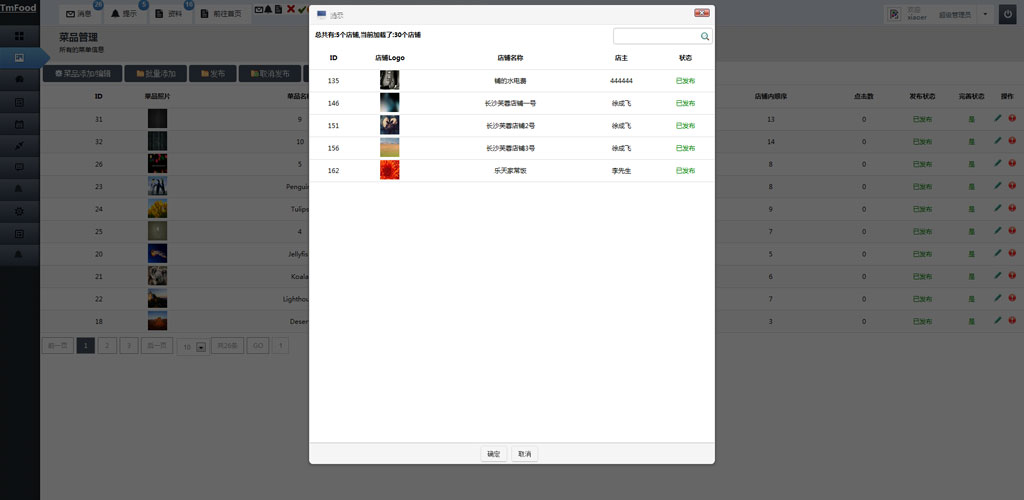 TmFood
消息 26
提示 5
资料 16
前往首页
欢迎
xiaoer
超级管理员
菜品管理
所有的菜单信息
菜品添加/编辑 批量添加 发布 取消发布
ID 菜品照片 菜品名称 店铺内顺序 点击数 发布状态 完善状态 操作
31 9 13 0 已发布 是
32 10 14 0 已发布 是
26 5 8 0 已发布 是
23 Penguin 8 0 已发布 是
24 Tulips 9 0 已发布 是
25 4 7 0 已发布 是
20 Jellyfis 5 0 已发布 是
21 Koala 6 0 已发布 是
22 Lighthou 7 0 已发布 是
18 Deser 3 0 已发布 是
前一页 1 2 3 后一页 10 共26条 GO 1
提示
总共有:5个店铺,当前加载了:30个店铺
ID 店铺Logo 店铺名称 店主 状态
135 铺的水电费 444444 已发布
146 长沙芙蓉店铺一号 徐成飞 已发布
151 长沙芙蓉店铺2号 徐成飞 已发布
156 长沙芙蓉店铺3号 徐成飞 已发布
162 乐天家常饭 李先生 已发布
确定 取消